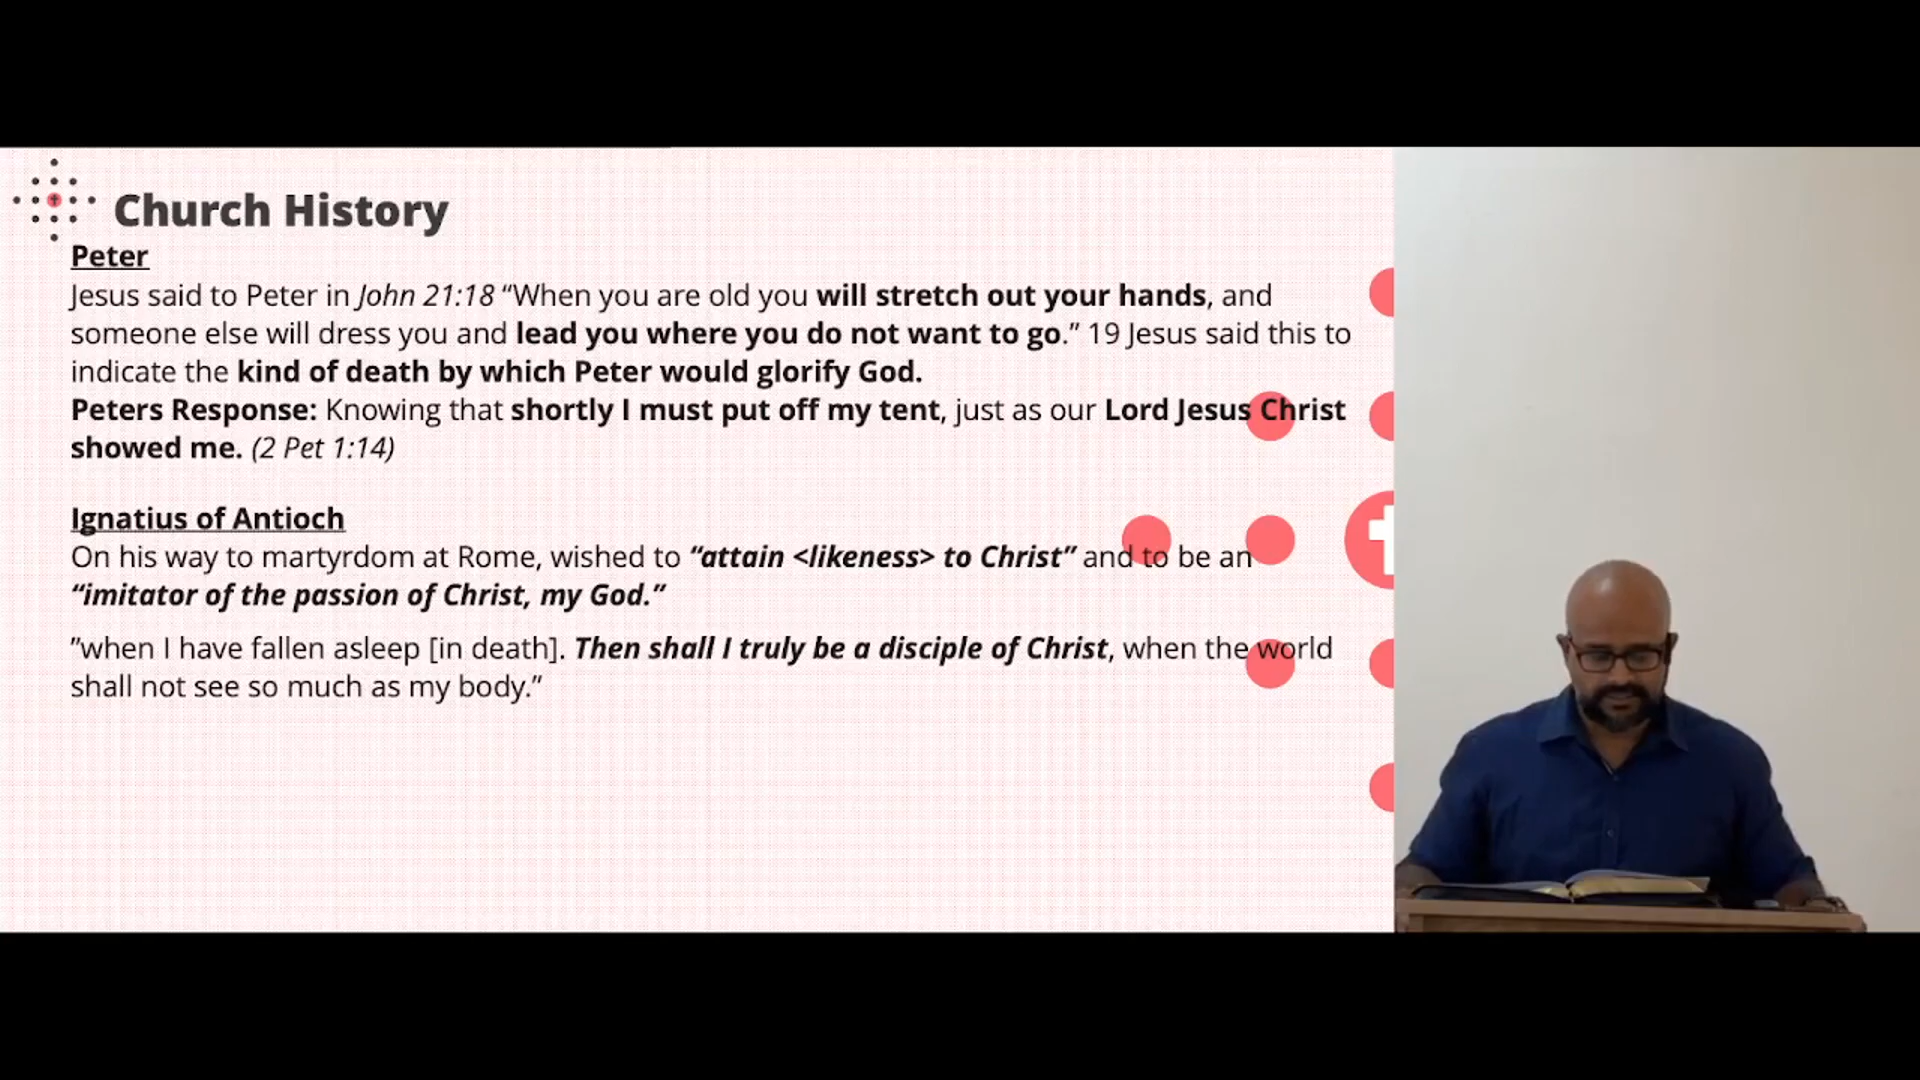 Church History
Peter
Jesus said to Peter in John 21:18 “When you are old you will stretch out your hands, and
someone else will dress you and lead you where you do not want to go.” 19 Jesus said this to
indicate the kind of death by which Peter would glorify God.
Peters Response: Knowing that shortly I must put off my tent, just as our Lord Jesus Christ
showed me. (2 Pet 1:14)
Ignatius of Antioch
On his way to martyrdom at Rome, wished to “attain <likeness> to Christ” and to be an
“imitator of the passion of Christ, my God.”
”when I have fallen asleep [in death]. Then shall I truly be a disciple of Christ, when the world
shall not see so much as my body.”